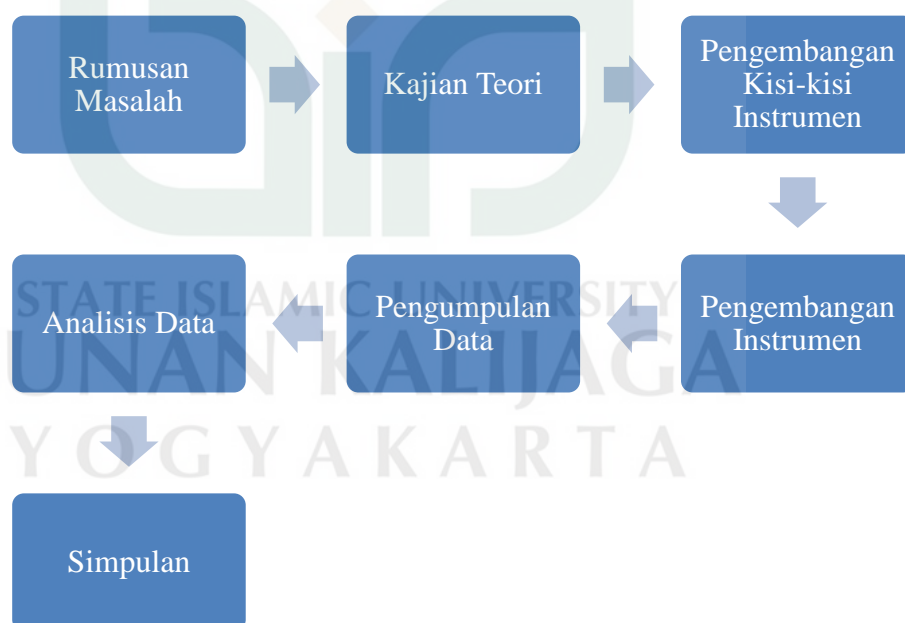 Rumusan
Masalah
Kajian Teori
Pengembangan
Kisi-kisi
Instrumen
Pengembangan
Instrumen
Pengumpulan
Data
Analisis Data
Simpulan
STATE ISLAMIC UNIVERSITY
UNAN KALIJAGA
YOGYAKARTA